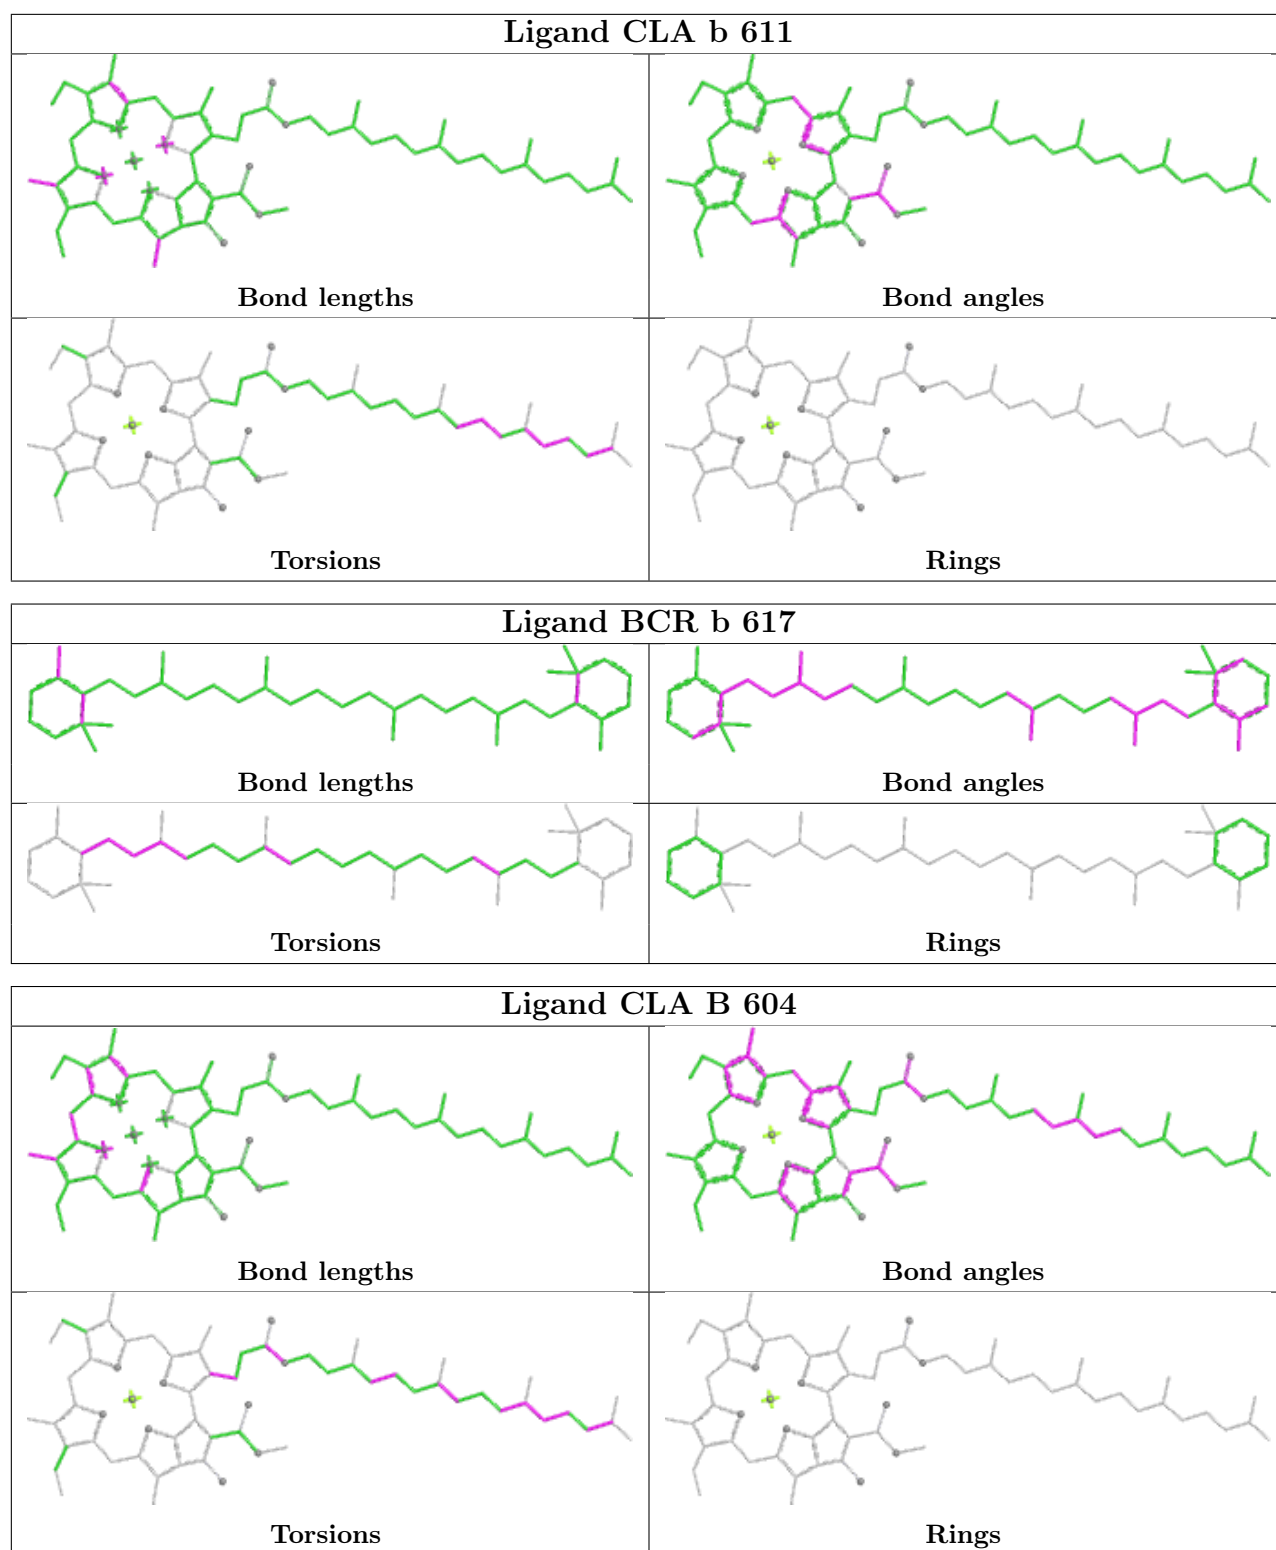 Ligand CLA b 611
Bond lengths
Bond angles
Torsions
Rings
Ligand BCR b 617
Bond lengths
Bond angles
Torsions
Rings
Ligand CLA B 604
Bond lengths
Bond angles
Torsions
Rings